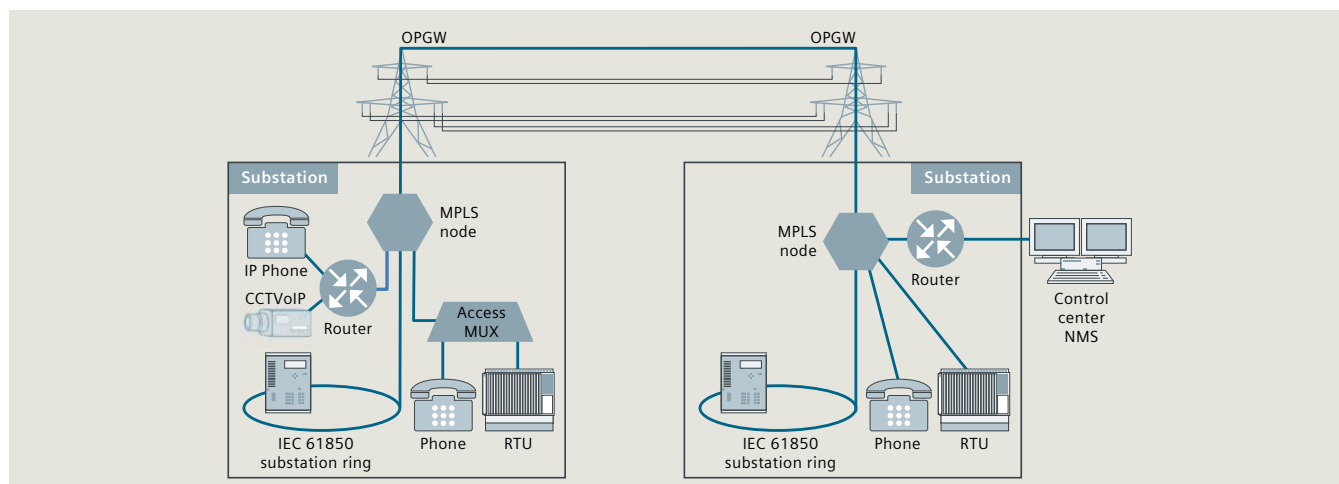 OPGW
OPGW
Substation
MPLS
node
IP Phone
CCTVoIP
Router
Access
MUX
IEC 61850
substation ring
Phone
RTU
Substation
MPLS
node
Router
Control
center
NMS
IEC 61850
substation ring
Phone
RTU